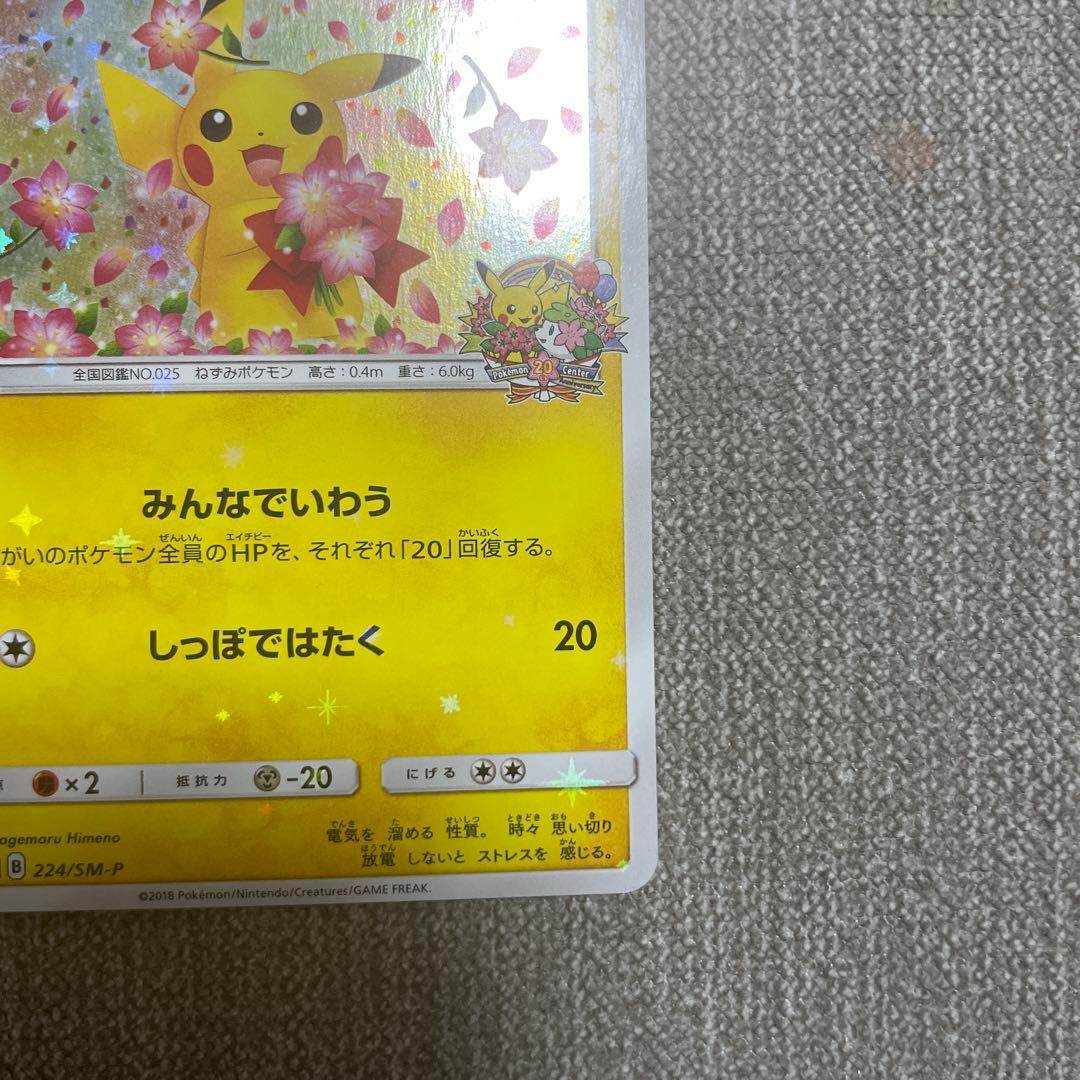 Pokémon 20th Center
全国図鑑NO.025 ねずみポケモン 高さ:0.4m 重さ:6.0kg
みんなでいわう
がいのポケモン全員のHPを、それぞれ「20」回復する。
しっぽではたく 20
×2 抵抗力 -20 にげる
agemaru Himeno
電気を 溜める 性質。 時々 思い切り
放電 しないと ストレスを 感じる。
B 224/SM-P
©2018 Pokémon/Nintendo/Creatures/GAME FREAK.